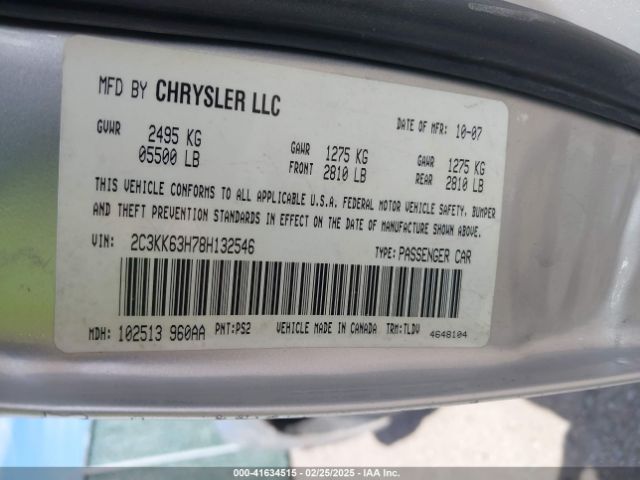 MFD BY CHRYSLER LLC
DATE OF MFR: 10-07
GVWR 2495 KG
05500 LB
GAWR FRONT 1275 KG
2810 LB
GAWR REAR 1275 KG
2810 LB
THIS VEHICLE CONFORMS TO ALL APPLICABLE U.S.A. FEDERAL MOTOR VEHICLE SAFETY, BUMPER
AND THEFT PREVENTION STANDARDS IN EFFECT ON THE DATE OF MANUFACTURE SHOWN ABOVE.
VIN: 2C3KK63H78H132546 TYPE: PASSENGER CAR
MDH: 102513 960AA PNT:PS2 VEHICLE MADE IN CANADA TRM:TLDV 4648104
000-41634515 - 02/25/2025 - IAA Inc.